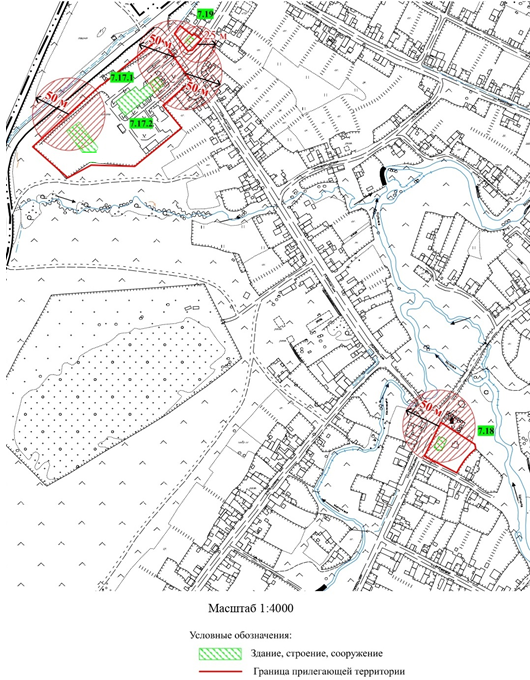 7.19
25 м
50 м
7.17.1
50 м
50 м
7.17.2
50 м
7.18
Масштаб 1:4000
Условные обозначения:
Здание, строение, сооружение
Граница прилегающей территории